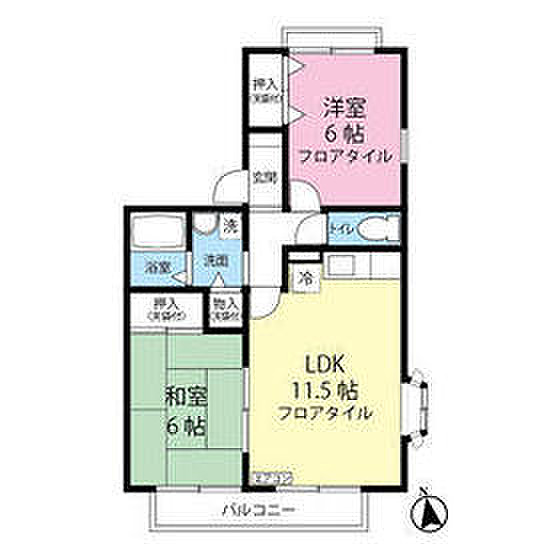 押入
(天袋付)
洋室
6 帖
フロアタイル
玄関
トイレ
洗
洗面
浴室
冷
押入
(天袋付)
物入
(天袋付)
LDK
11.5 帖
フロアタイル
和室
6 帖
エアコン
バルコニー
N